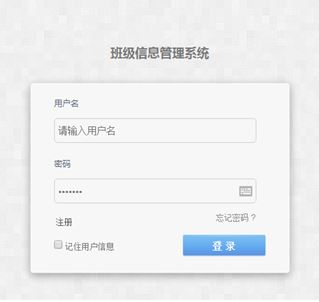 班级信息管理系统
用户名
请输入用户名
密码
•••••••
注册
忘记密码？
记住用户信息
登 录